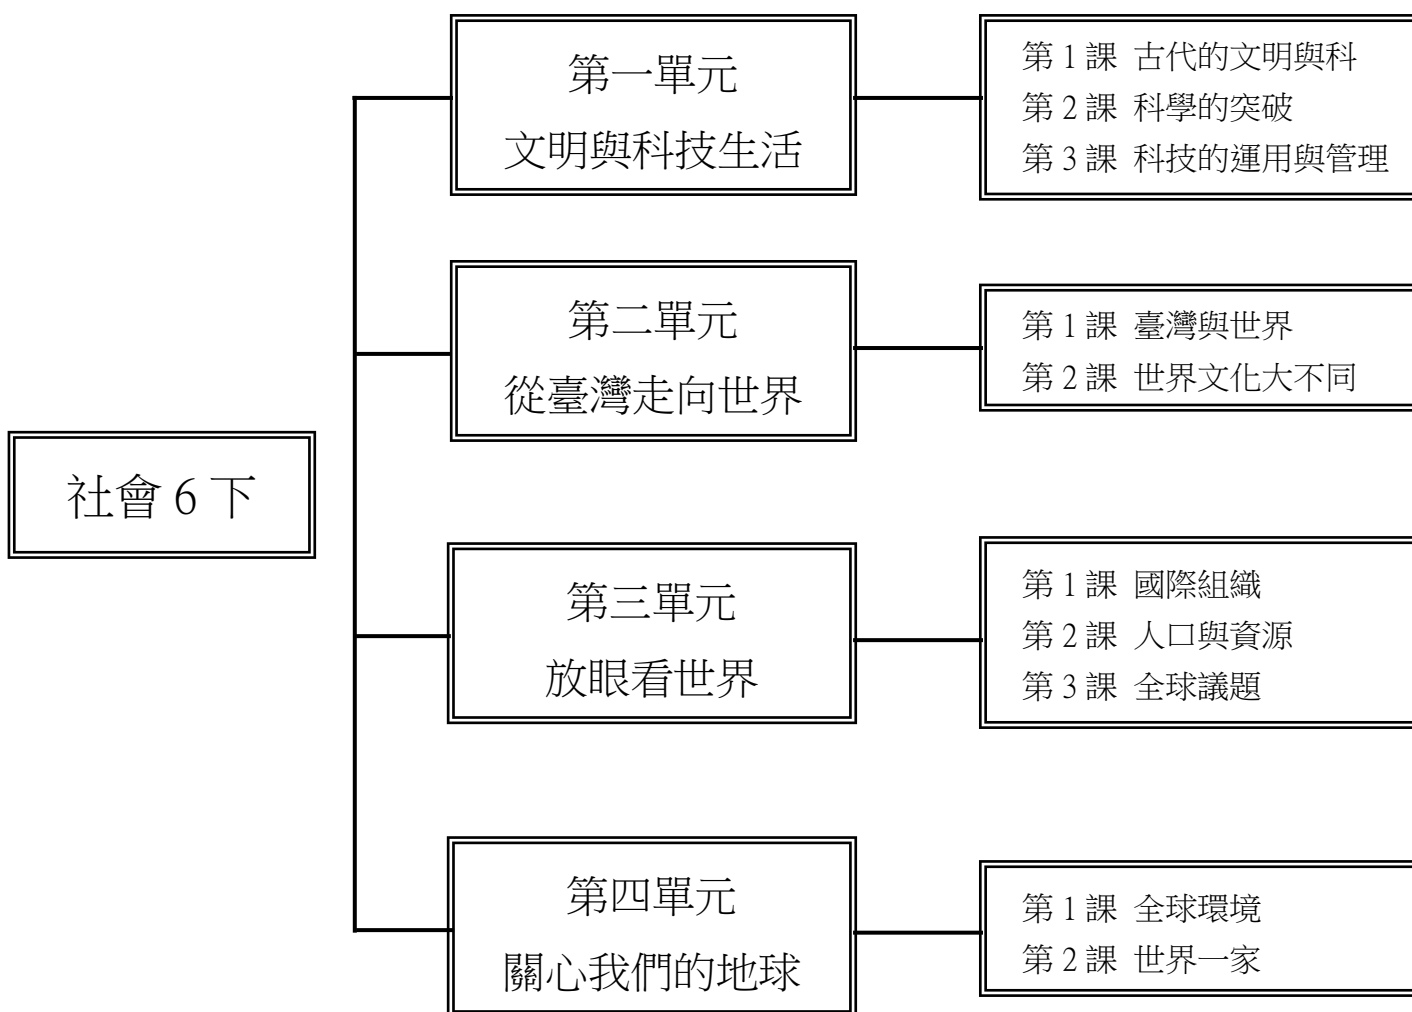 社會 6 下
第一單元
文明與科技生活
第 1 課 古代的文明與科
第 2 課 科學的突破
第 3 課 科技的運用與管理
第二單元
從臺灣走向世界
第 1 課 臺灣與世界
第 2 課 世界文化大不同
第三單元
放眼看世界
第 1 課 國際組織
第 2 課 人口與資源
第 3 課 全球議題
第四單元
關心我們的地球
第 1 課 全球環境
第 2 課 世界一家